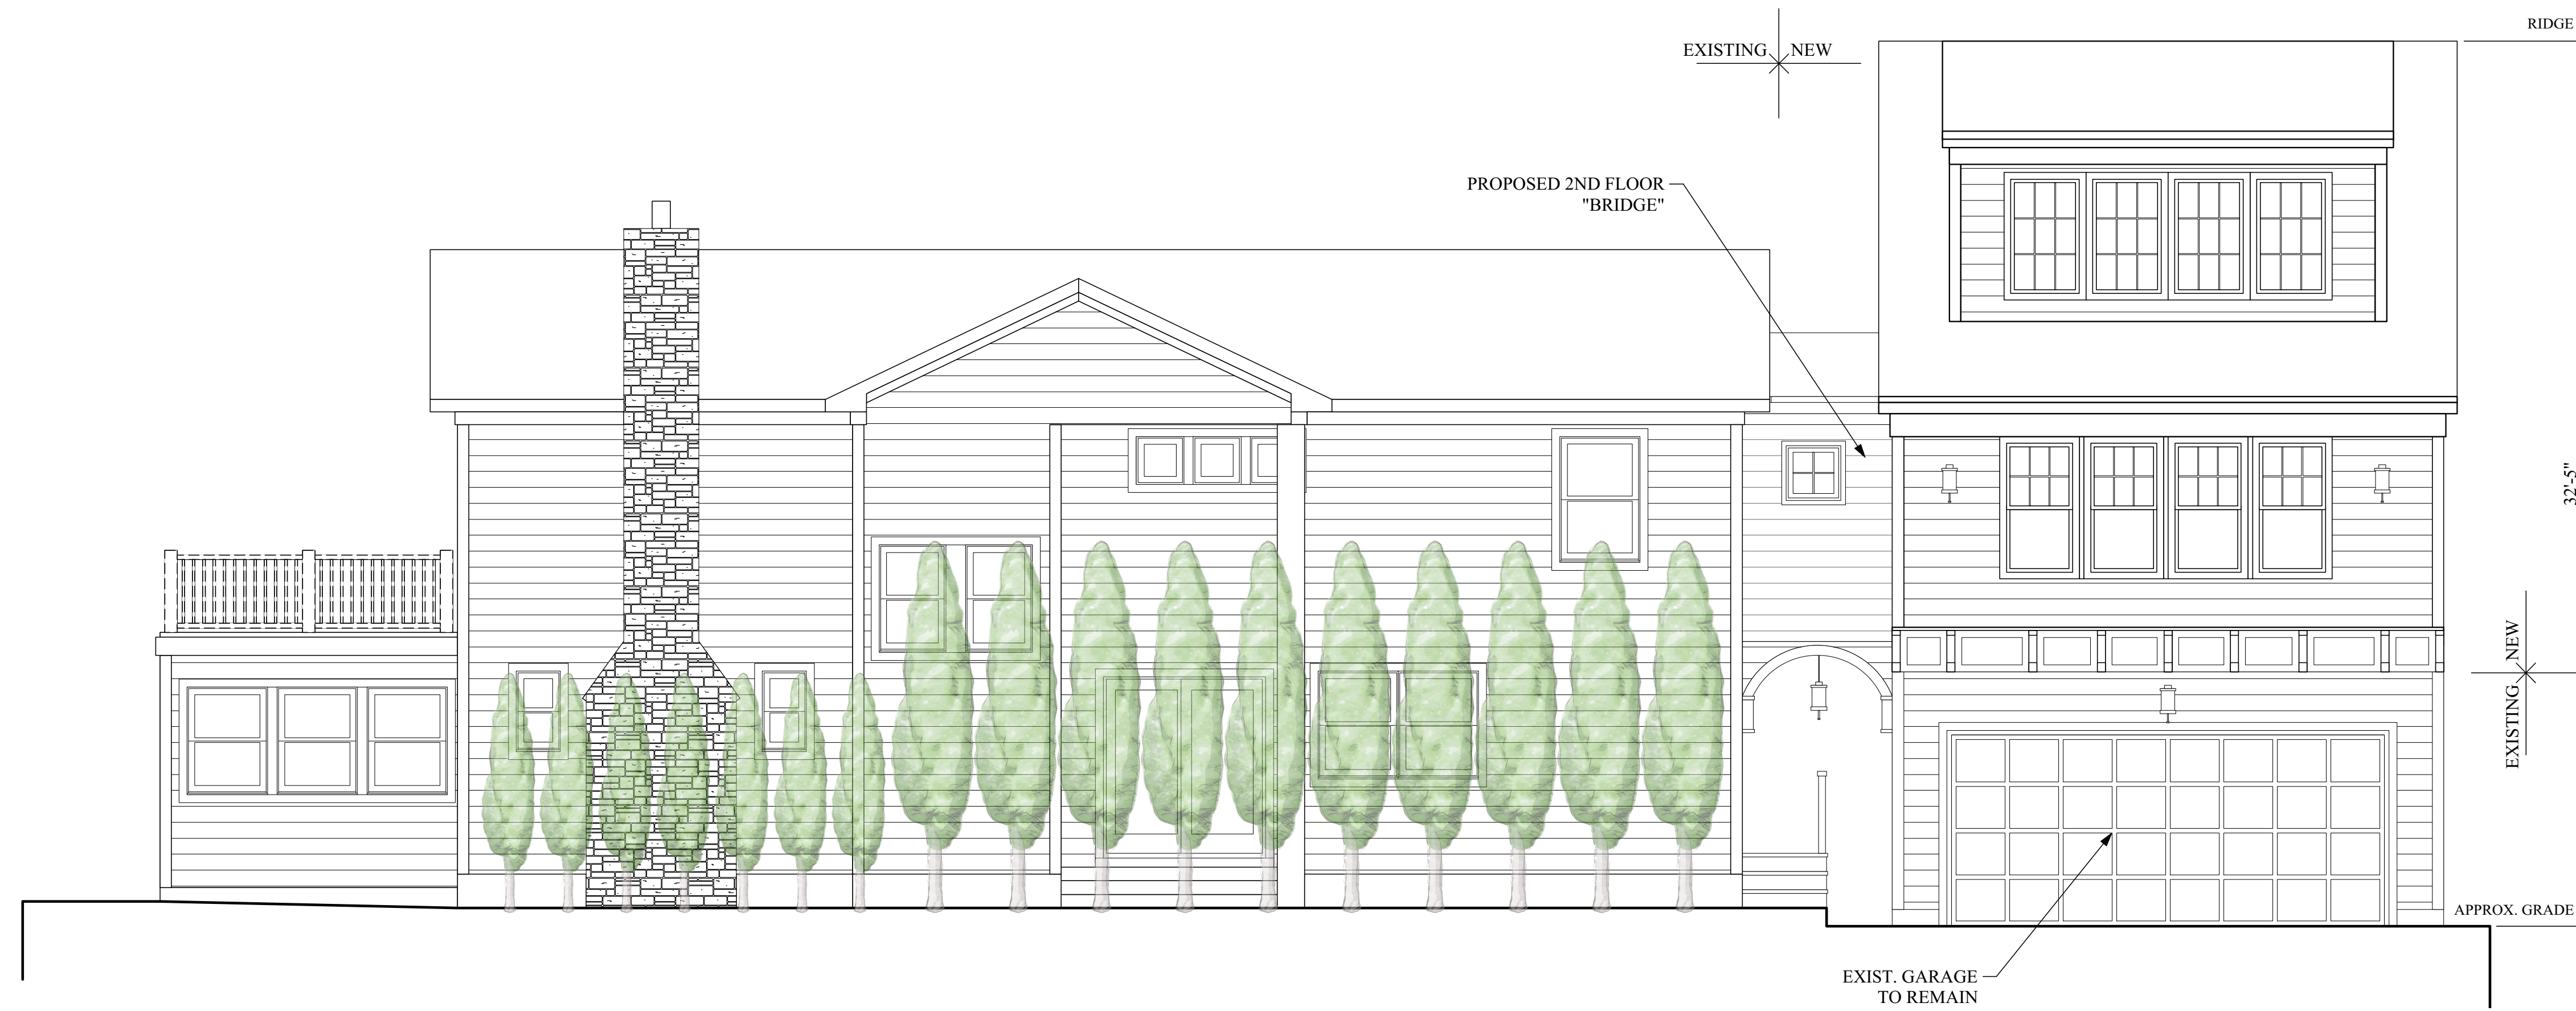 RIDGE
EXISTING NEW
PROPOSED 2ND FLOOR
"BRIDGE"
32'-5"
EXISTING NEW
APPROX. GRADE
EXIST. GARAGE
TO REMAIN